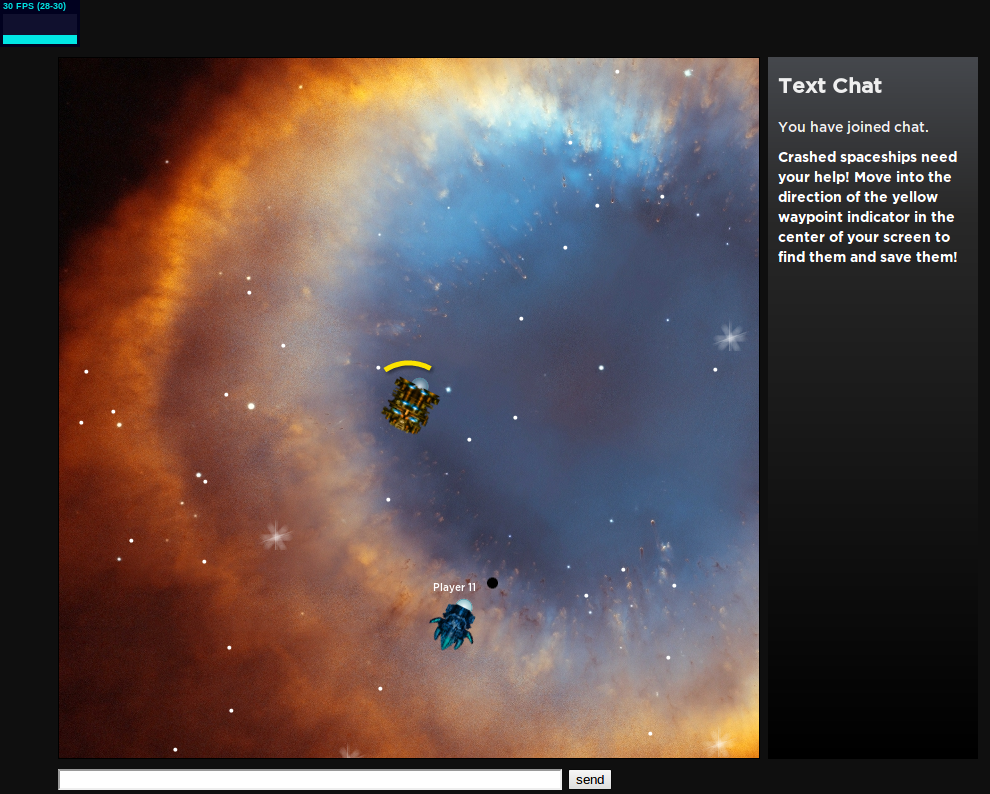 30 FPS (28-30)
Text Chat
You have joined chat.
Crashed spaceships need
your help! Move into the
direction of the yellow
waypoint indicator in the
center of your screen to
find them and save them!
Player 11
send